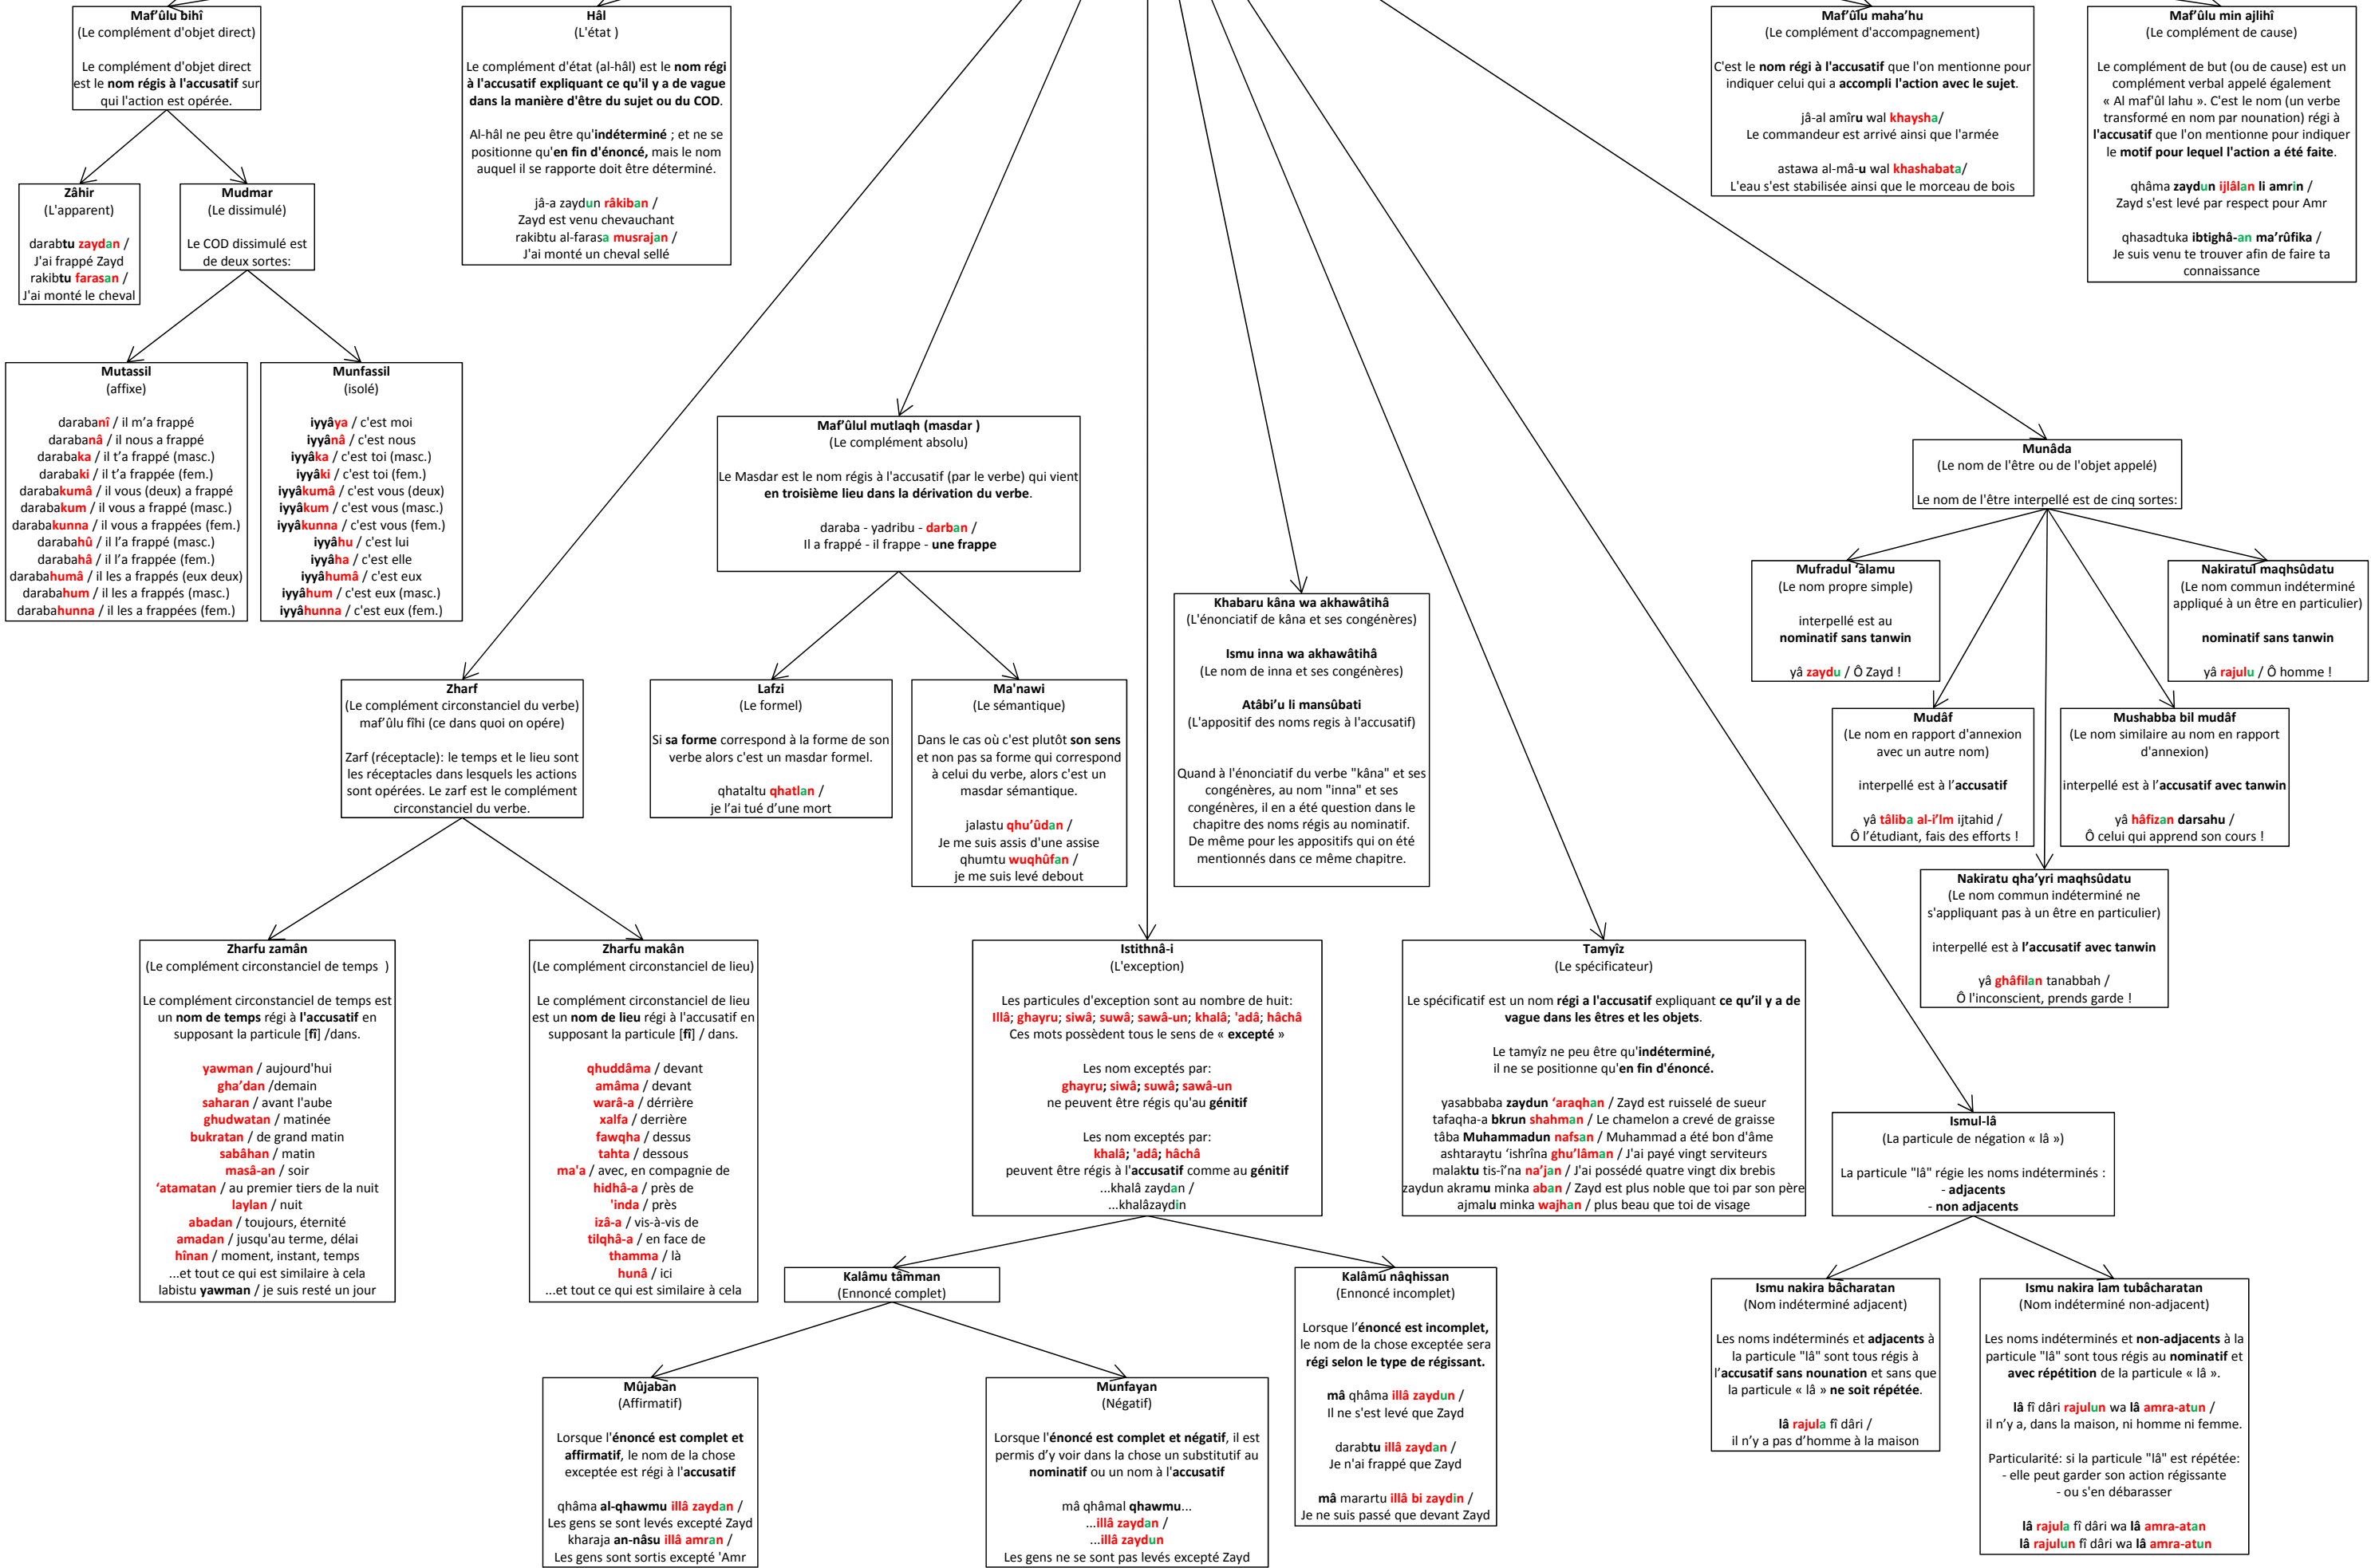 Maf'ûlu bihî
(Le complément d'objet direct)
Le complément d'objet direct
est le nom régis à l'accusatif sur
qui l'action est opérée.
Hâl
(L'état )
Le complément d'état (al-hâl) est le nom régi
à l'accusatif expliquant ce qu'il y a de vague
dans la manière d'être du sujet ou du COD.
Al-hâl ne peu être qu'indéterminé ; et ne se
positionne qu'en fin d'énoncé, mais le nom
auquel il se rapporte doit être déterminé.
jâ-a zaydun râkiban /
Zayd est venu chevauchant
rakibtu al-farasa musrajan /
J'ai monté un cheval sellé
Maf'ûlu maha'hu
(Le complément d'accompagnement)
C'est le nom régi à l'accusatif que l'on mentionne pour
indiquer celui qui a accompli l'action avec le sujet.
jâ-al amîru wal khaysha/
Le commandeur est arrivé ainsi que l'armée
astawa al-mâ-u wal khashabata/
L'eau s'est stabilisée ainsi que le morceau de bois
Maf'ûlu min ajlihî
(Le complément de cause)
Le complément de but (ou de cause) est un
complément verbal appelé également
« Al maf'ûl lahu ». C'est le nom (un verbe
transformé en nom par nounation) régi à
l'accusatif que l'on mentionne pour indiquer
le motif pour lequel l'action a été faite.
qhâma zaydun ijlâlan li amrin /
Zayd s'est levé par respect pour Amr
qhasadtuka ibtighâ-an ma'rûfika /
Je suis venu te trouver afin de faire ta
connaissance
Zâhir
(L'apparent)
darabtu zaydan /
J'ai frappé Zayd
rakibtu farasan /
J'ai monté le cheval
Mudmar
(Le dissimulé)
Le COD dissimulé est
de deux sortes:
Mutassil
(affixe)
darabanî / il m'a frappé
darabanâ / il nous a frappé
darabaka / il t'a frappé (masc.)
darabaki / il t'a frappée (fem.)
darabakumâ / il vous (deux) a frappé
darabakum / il vous a frappé (masc.)
darabakunna / il vous a frappées (fem.)
darabahû / il l'a frappé (masc.)
darabahâ / il l'a frappée (fem.)
darabahumâ / il les a frappés (eux deux)
darabahum / il les a frappés (masc.)
darabahunna / il les a frappées (fem.)
Munfassil
(isolé)
iyyâya / c'est moi
iyyânâ / c'est nous
iyyâka / c'est toi (masc.)
iyyâki / c'est toi (fem.)
iyyâkumâ / c'est vous (deux)
iyyâkum / c'est vous (masc.)
iyyâkunna / c'est vous (fem.)
iyyâhu / c'est lui
iyyâha / c'est elle
iyyâhumâ / c'est eux
iyyâhum / c'est eux (masc.)
iyyâhunna / c'est eux (fem.)
Maf'ûlul mutlaqh (masdar )
(Le complément absolu)
Le Masdar est le nom régis à l'accusatif (par le verbe) qui vient
en troisième lieu dans la dérivation du verbe.
daraba - yadribu - darban /
Il a frappé - il frappe - une frappe
Munâda
(Le nom de l'être ou de l'objet appelé)
Le nom de l'être interpellé est de cinq sortes:
Mufradul 'alamu
(Le nom propre simple)
interpellé est au
nominatif sans tanwin
yâ zaydu / Ô Zayd !
Nakiratul maqhsûdatu
(Le nom commun indéterminé
appliqué à un être en particulier)
nominatif sans tanwin
yâ rajulu / Ô homme !
Khabaru kâna wa akhawâtihâ
(L'énonciatif de kâna et ses congénères)
Ismu inna wa akhawâtihâ
(Le nom de inna et ses congénères)
Atâbi'u li mansûbati
(L'appositif des noms regis à l'accusatif)
Quand à l'énonciatif du verbe "kâna" et ses
congénères, au nom "inna" et ses
congénères, il en a été question dans le
chapitre des noms régis au nominatif.
De même pour les appositifs qui on été
mentionnés dans ce même chapitre.
Zharf
(Le complément circonstanciel du verbe)
maf'ûlu fîhi (ce dans quoi on opére)
Zarf (réceptacle): le temps et le lieu sont
les réceptacles dans lesquels les actions
sont opérées. Le zarf est le complément
circonstanciel du verbe.
Lafzi
(Le formel)
Si sa forme correspond à la forme de son
verbe alors c'est un masdar formel.
qhataltu qhatlan /
je l'ai tué d'une mort
Ma'nawi
(Le sémantique)
Dans le cas où c'est plutôt son sens
et non pas sa forme qui correspond
à celui du verbe, alors c'est un
masdar sémantique.
jalastu qhu'ûdan /
Je me suis assis d'une assise
qhumtu wuqhûfan /
je me suis levé debout
Mudâf
(Le nom en rapport d'annexion
avec un autre nom)
interpellé est à l'accusatif
yâ tâliba al-i'lm ijtahid /
Ô l'étudiant, fais des efforts !
Mushabba bil mudâf
(Le nom similaire au nom en rapport
d'annexion)
interpellé est à l'accusatif avec tanwin
yâ hâfizan darsahu /
Ô celui qui apprend son cours !
Nakiratu qha'yri maqhsûdatu
(Le nom commun indéterminé ne
s'appliquant pas à un être en particulier)
interpellé est à l'accusatif avec tanwin
yâ ghâfilan tanabbah /
Ô l'inconscient, prends garde !
Zharfu zamân
(Le complément circonstanciel de temps )
Le complément circonstanciel de temps est
un nom de temps régi à l'accusatif en
supposant la particule [fî] /dans.
yawman / aujourd'hui
gha'dan /demain
saharan / avant l'aube
ghudwatan / matinée
bukratan / de grand matin
sabâhan / matin
masâ-an / soir
'atamatan / au premier tiers de la nuit
laylan / nuit
abadan / toujours, éternité
amadan / jusqu'au terme, délai
hînan / moment, instant, temps
...et tout ce qui est similaire à cela
labistu yawman / je suis resté un jour
Zharfu makân
(Le complément circonstanciel de lieu)
Le complément circonstanciel de lieu
est un nom de lieu régi à l'accusatif en
supposant la particule [fî] / dans.
qhuddâma / devant
amâma / devant
warâ-a / dérrière
xalfa / derrière
fawqha / dessus
tahta / dessous
ma'a / avec, en compagnie de
hidhâ-a / près de
'inda / près
izâ-a / vis-à-vis de
tilqhâ-a / en face de
thamma / là
hunâ / ici
...et tout ce qui est similaire à cela
Istithnâ-i
(L'exception)
Les particules d'exception sont au nombre de huit:
Illâ; ghayru; siwâ; suwâ; sawâ-un; khalâ; 'adâ; hâchâ
Ces mots possèdent tout le sens de « excepté »
Les nom exceptés par:
ghayru; siwâ; suwâ; sawâ-un
ne peuvent être régis qu'au génitif
Les nom exceptés par:
khalâ; 'adâ; hâchâ
peuvent être régis à l'accusatif comme au génitif
...khalâ zaydan /
...khalâzaydin
Tamyîz
(Le spécificateur)
Le spécificatif est un nom régi a l'accusatif expliquant ce qu'il y a de
vague dans les êtres et les objets.
Le tamyîz ne peu être qu'indéterminé,
il ne se positionne qu'en fin d'énoncé.
yasabbaba zaydun 'araqhan / Zayd est ruisselé de sueur
tafaqha-a bkrun shahman / Le chamelon a crevé de graisse
tâba Muhammadun nafsan / Muhammad a été bon d'âme
ashtaraytu 'ishrîna ghu'lâman / J'ai payé vingt serviteurs
malaktu tis-î'na na'jan / J'ai possédé quatre vingt dix brebis
zaydun akramu minka aban / Zayd est plus noble que toi par son père
ajmalu minka wajhan / plus beau que toi de visage
Ismul-lâ
(La particule de négation « lâ »)
La particule "lâ" régie les noms indéterminés :
- adjacents
- non adjacents
Kalâmu tâmman
(Ennoncé complet)
Kalâmu nâqhissan
(Ennoncé incomplet)
Lorsque l'énoncé est incomplet,
le nom de la chose exceptée sera
régi selon le type de régissant.
mâ qhâma illâ zaydun /
Il ne s'est levé que Zayd
darabtu illâ zaydan /
Je n'ai frappé que Zayd
mâ marartu illâ bi zaydin /
Je ne suis passé que devant Zayd
Ismu nakira bâcharatan
(Nom indéterminé adjacent)
Les noms indéterminés et adjacents à
la particule "lâ" sont tous régis à
l'accusatif sans nounation et sans que
la particule « lâ » ne soit répétée.
lâ rajula fî dâri /
il n'y a pas d'homme à la maison
Ismu nakira lam tubâcharatan
(Nom indéterminé non-adjacent)
Les noms indéterminés et non-adjacents à la
particule "lâ" sont tous régis au nominatif et
avec répétition de la particule « lâ ».
lâ fî dâri rajulun wa lâ amra-atun /
il n'y a, dans la maison, ni homme ni femme.
Particularité: si la particule "lâ" est répétée:
- elle peut garder son action régissante
- ou s'en débarasser
lâ rajula fî dâri wa lâ amra-atan
lâ rajulun fî dâri wa lâ amra-atun
Mûjaban
(Affirmatif)
Lorsque l'énoncé est complet et
affirmatif, le nom de la chose
exceptée est régi à l'accusatif
qhâma al-qhawmu illâ zaydan /
Les gens se sont levés excepté Zayd
kharaja an-nâsu illâ amran /
Les gens sont sortis excepté 'Amr
Munfayan
(Négatif)
Lorsque l'énoncé est complet et négatif, il est
permis d'y voir dans la chose un substitutif au
nominatif ou un nom à l'accusatif
mâ qhâmal qhawmu...
...illâ zaydan /
...illâ zaydun
Les gens ne se sont pas levés excepté Zayd